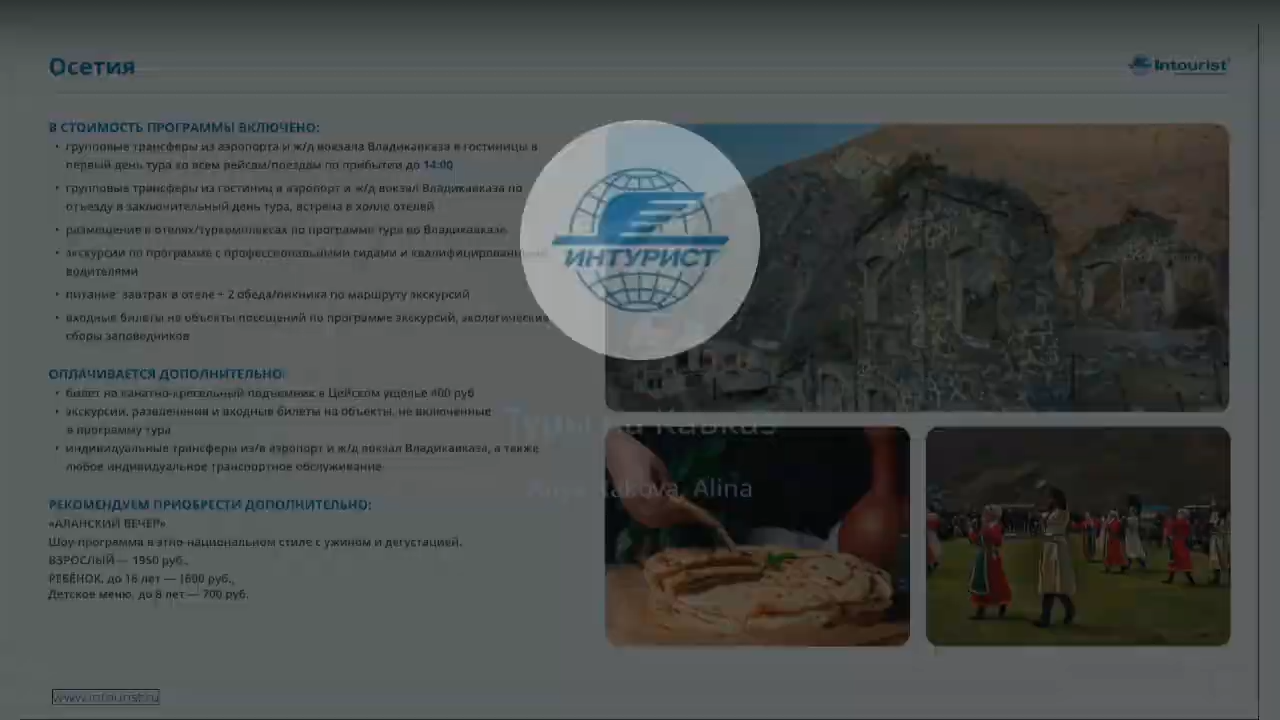 Осетия
Intourist
В СТОИМОСТЬ ПРОГРАММЫ ВКЛЮЧЕНО:
• групповые трансферы из аэропорта и ж/д вокзала Владикавказа в гостиницы в
первый день тура ко всем рейсам/поездам по прибытии до 14:00
• групповые трансферы из гостиниц в аэропорт и ж/д вокзал Владикавказа по
отъезду в заключительный день тура, встреча в холле отелей
• размещение в отелях/туркомплексах по программе тура во Владикавказе
• экскурсии по программе с профессиональными гидами и квалифицированными
водителями
• питание: завтрак в отеле + 2 обеда/пикника по маршруту экскурсий
• входные билеты на объекты посещений по программе экскурсий, экологические
сборы заповедников
ИНТУРИСТ
ОПЛАЧИВАЕТСЯ ДОПОЛНИТЕЛЬНО:
• билет на канатно-кресельный подъемник в Цейском ущелье 400 руб
• экскурсии, развлечения и входные билеты на объекты, не включенные
в программу тура
• индивидуальные трансферы из/в аэропорт и ж/д вокзал Владикавказа, а также
любое индивидуальное транспортное обслуживание
Туры на Кавказ
Alina
РЕКОМЕНДУЕМ ПРИОБРЕСТИ ДОПОЛНИТЕЛЬНО:
«АЛАНСКИЙ ВЕЧЕР»
Шоу-программа в этно-национальном стиле с ужином и дегустацией.
ВЗРОСЛЫЙ — 1950 руб.,
РЕБЁНОК, до 16 лет — 1600 руб.,
Детское меню, до 8 лет — 700 руб.
www.intourist.ru